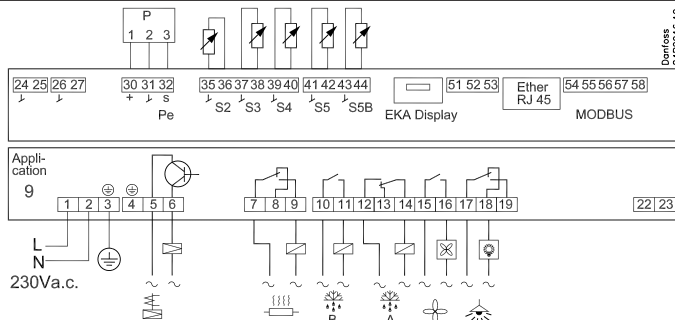 P
1 2 3
Danfoss
24 25 26 27 30 31 32 35 36 37 38 39 40 41 42 43 44 51 52 53 Ether RJ 45 54 55 56 57 58
+ s S2 S3 S4 S5 S5B
Pe EKA Display MODBUS
Appli-
cation
9
1 2 3 4 5 6 7 8 9 10 11 12 13 14 15 16 17 18 19 22 23
L
N
230Va.c.
B A